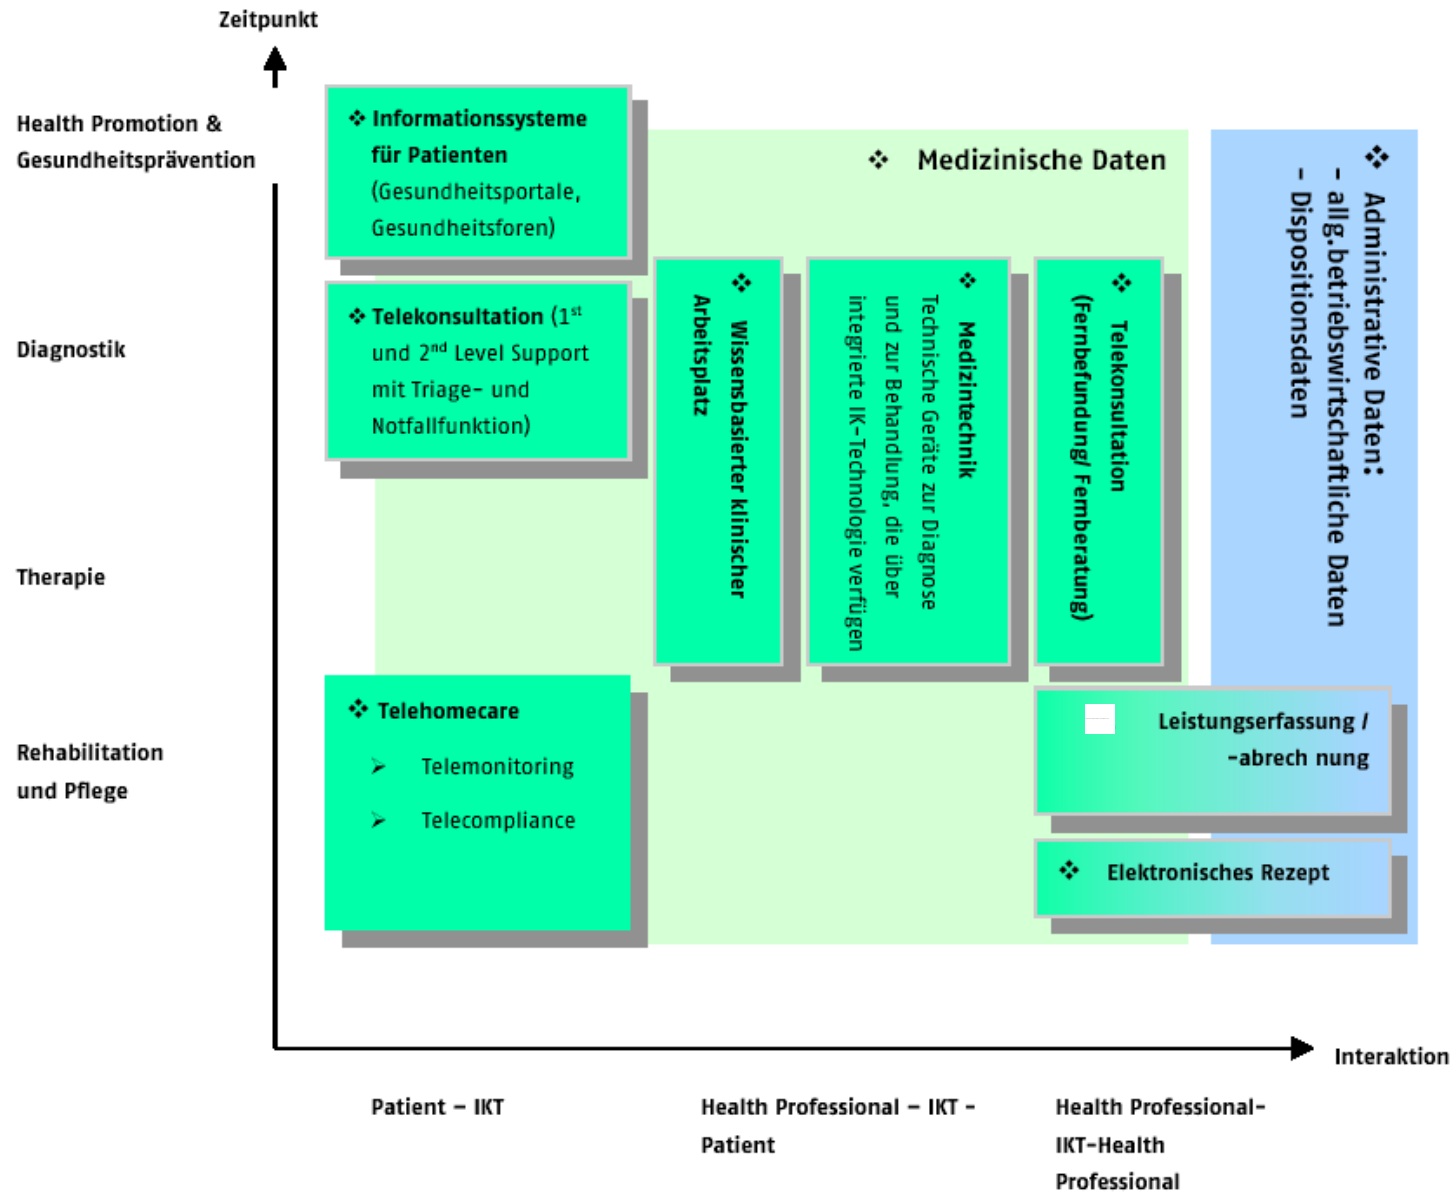 Zeitpunkt
Health Promotion &
Gesundheitsprävention
Diagnostik
Therapie
Rehabilitation
und Pflege
❖ Informationssysteme
für Patienten
(Gesundheitsportale,
Gesundheitsforen)
❖ Telekonsultation (1st
und 2nd Level Support
mit Triage- und
Notfallfunktion)
❖ Telehomecare
➢ Telemonitoring
➢ Telecompliance
❖ Medizinische Daten
❖ Wissensbasierter klinischer
Arbeitsplatz
❖ Medizintechnik
Technische Geräte zur Diagnose
und zur Behandlung, die über
integrierte IK-Technologie verfügen
❖ Telekonsultation
(Fernbefundung/ Fernberatung)
❖ Administrative Daten:
- allg.betriebswirtschaftliche Daten
- Dispositionsdaten
Leistungserfassung /
-abrech nung
❖ Elektronisches Rezept
Interaktion
Patient – IKT
Health Professional – IKT -
Patient
Health Professional-
IKT-Health
Professional